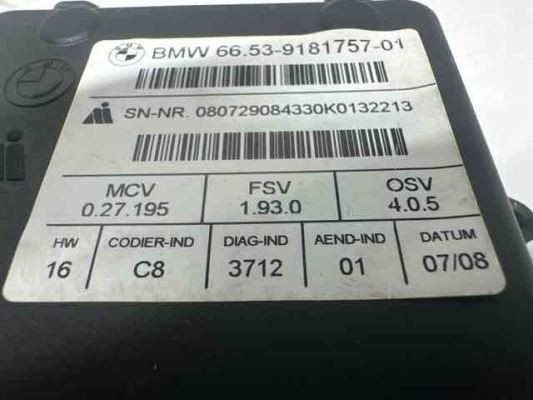 BMW 66.53-9181757-01
SN-NR. 080729084330K0132213
MCV FSV OSV
0.27.195 1.93.0 4.0.5
HW CODIER-IND DIAG-IND AEND-IND DATUM
16 C8 3712 01 07/08